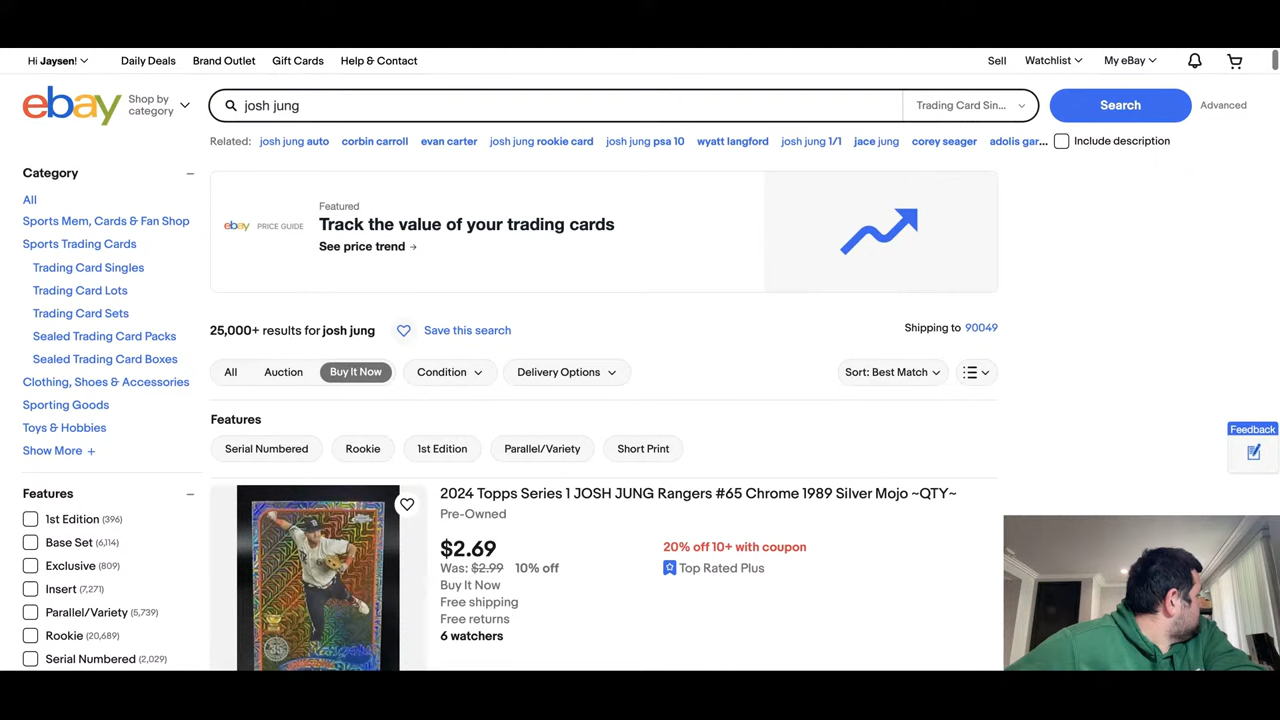 Hi Jaysen!
Daily Deals
Brand Outlet
Gift Cards
Help & Contact
Sell
Watchlist
My eBay
ebay
Shop by
category
josh jung
Trading Card Sin...
Search
Advanced
Related:
josh jung auto
corbin carroll
evan carter
josh jung rookie card
josh jung psa 10
wyatt langford
josh jung 1/1
jace jung
corey seager
adolis gar...
Include description
Category
All
Sports Mem, Cards & Fan Shop
Sports Trading Cards
Trading Card Singles
Trading Card Lots
Trading Card Sets
Sealed Trading Card Packs
Sealed Trading Card Boxes
Clothing, Shoes & Accessories
Sporting Goods
Toys & Hobbies
Show More +
Features
1st Edition (396)
Base Set (6,114)
Exclusive (809)
Insert (7,271)
Parallel/Variety (5,739)
Rookie (20,689)
Serial Numbered (2,029)
Featured
ebay PRICE GUIDE
Track the value of your trading cards
See price trend →
25,000+ results for josh jung
Save this search
Shipping to 90049
All
Auction
Buy It Now
Condition
Delivery Options
Sort: Best Match
Features
Serial Numbered
Rookie
1st Edition
Parallel/Variety
Short Print
2024 Topps Series 1 JOSH JUNG Rangers #65 Chrome 1989 Silver Mojo ~QTY~
Pre-Owned
$2.69
Was: $2.99 10% off
Buy It Now
Free shipping
Free returns
6 watchers
20% off 10+ with coupon
Top Rated Plus
Feedback